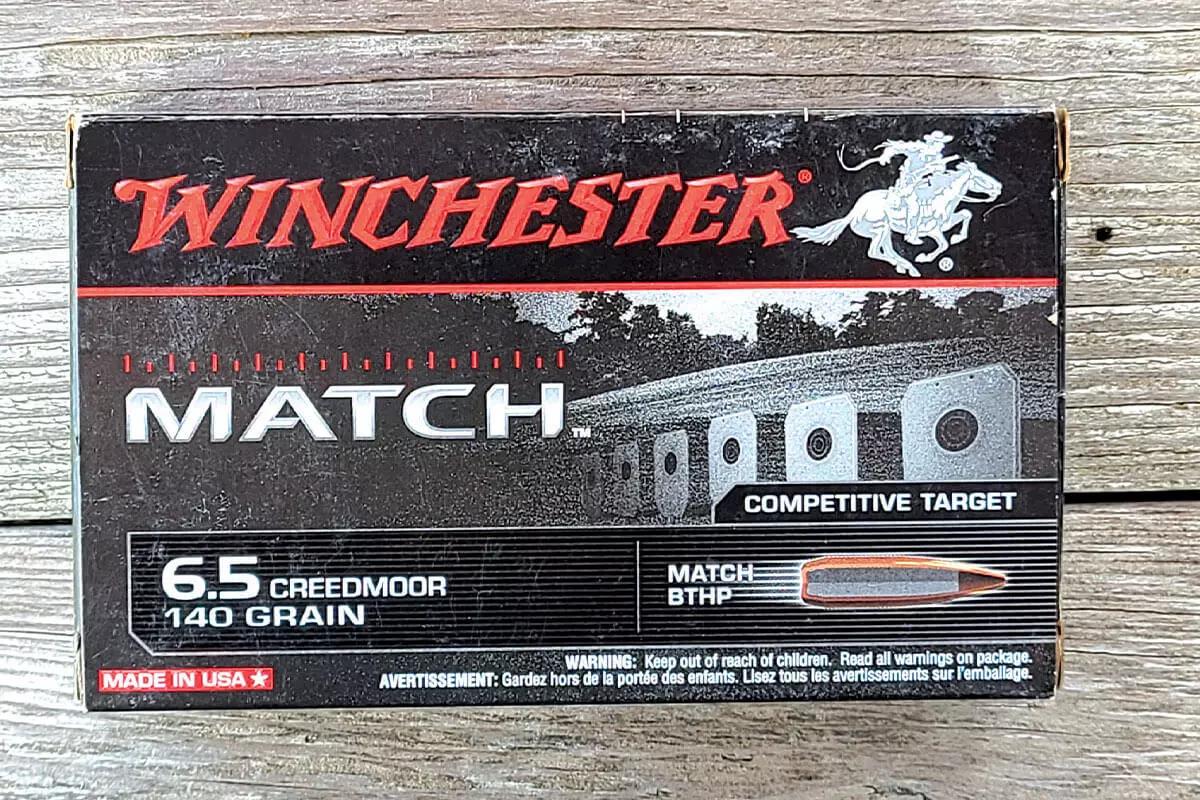 WINCHESTER®
®
MATCH™
COMPETITIVE TARGET
6.5 CREEDMOOR
140 GRAIN
MATCH
BTHP
MADE IN USA
WARNING: Keep out of reach of children. Read all warnings on package.
AVERTISSEMENT: Gardez hors de la portée des enfants. Lisez tous les avertissements sur l'emballage.